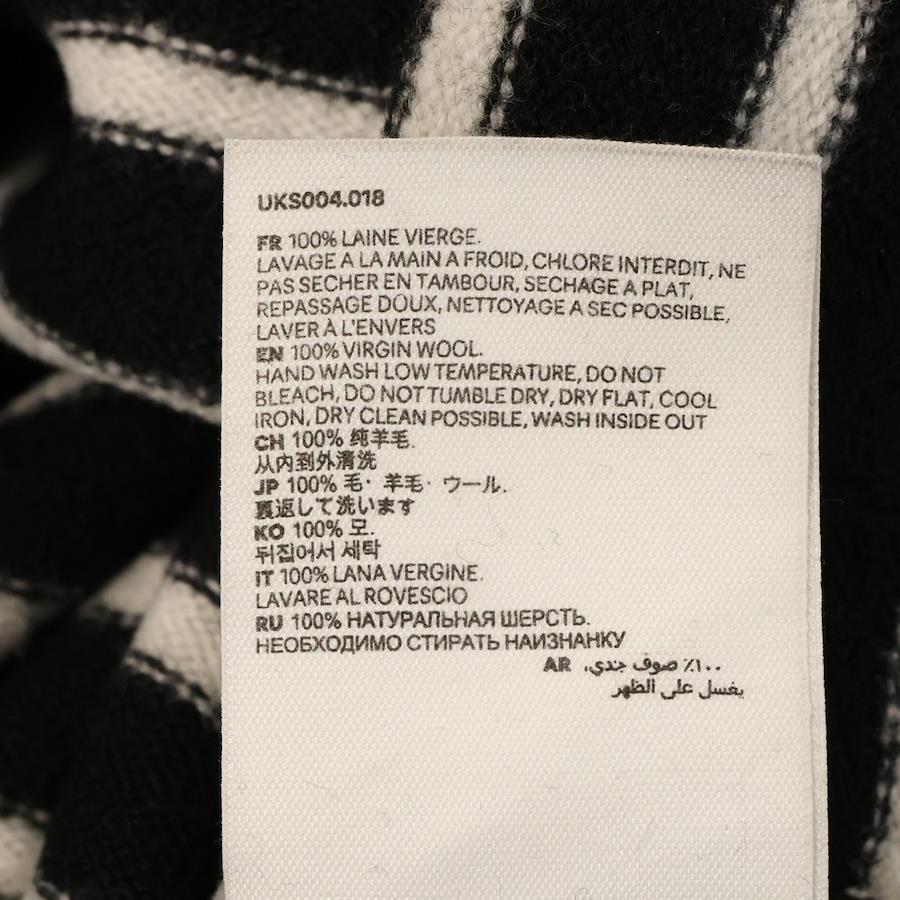 UKS004.018
FR 100% LAINE VIERGE.
LAVAGE A LA MAIN A FROID, CHLORE INTERDIT, NE
PAS SECHER EN TAMBOUR, SECHAGE A PLAT,
REPASSAGE DOUX, NETTOYAGE A SEC POSSIBLE,
LAVER À L'ENVERS
EN 100% VIRGIN WOOL.
HAND WASH LOW TEMPERATURE, DO NOT
BLEACH, DO NOT TUMBLE DRY, DRY FLAT, COOL
IRON, DRY CLEAN POSSIBLE, WASH INSIDE OUT
CH 100% 纯羊毛.
从内到外清洗
JP 100% 毛・羊毛・ウール.
裏返して洗います
KO 100% 모.
뒤집어서 세탁
IT 100% LANA VERGINE.
LAVARE AL ROVESCIO
RU 100% НАТУРАЛЬНАЯ ШЕРСТЬ.
НЕОБХОДИМО СТИРАТЬ НАИЗНАНКУ
AR ١٠٠٪ صوف جندي.
يغسل على الظهر